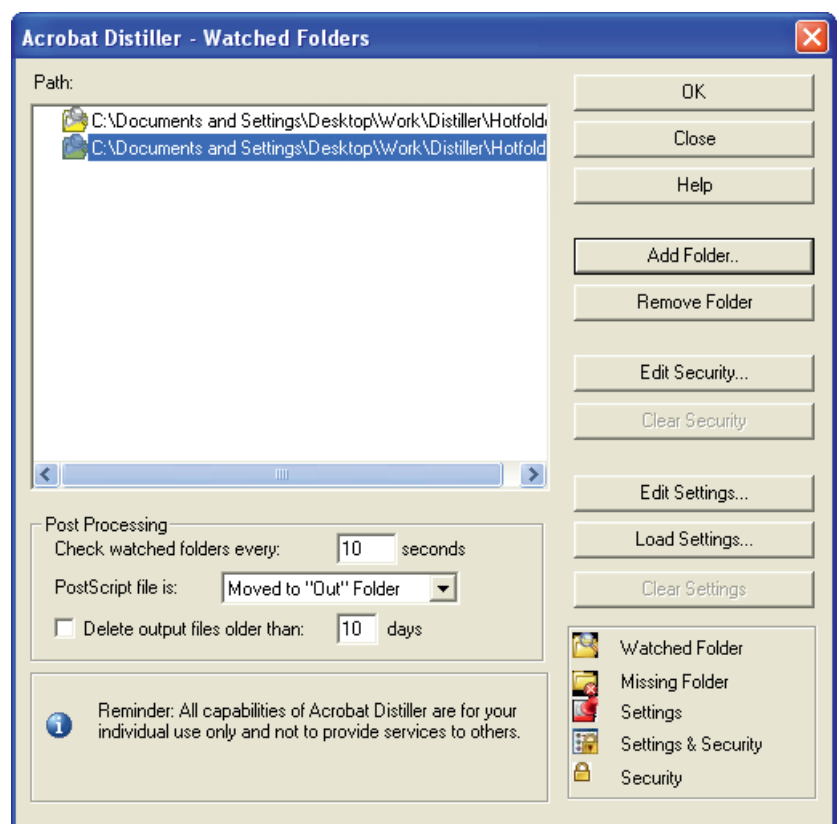 Acrobat Distiller - Watched Folders
Path:
C:\Documents and Settings\Desktop\Work\Distiller\Hotfolde
C:\Documents and Settings\Desktop\Work\Distiller\Hotfold
OK
Close
Help
Add Folder..
Remove Folder
Edit Security...
Clear Security
Edit Settings...
Load Settings...
Clear Settings
Post Processing
Check watched folders every: 10 seconds
PostScript file is: Moved to "Out" Folder
Delete output files older than: 10 days
Reminder: All capabilities of Acrobat Distiller are for your
individual use only and not to provide services to others.
Watched Folder
Missing Folder
Settings
Settings & Security
Security